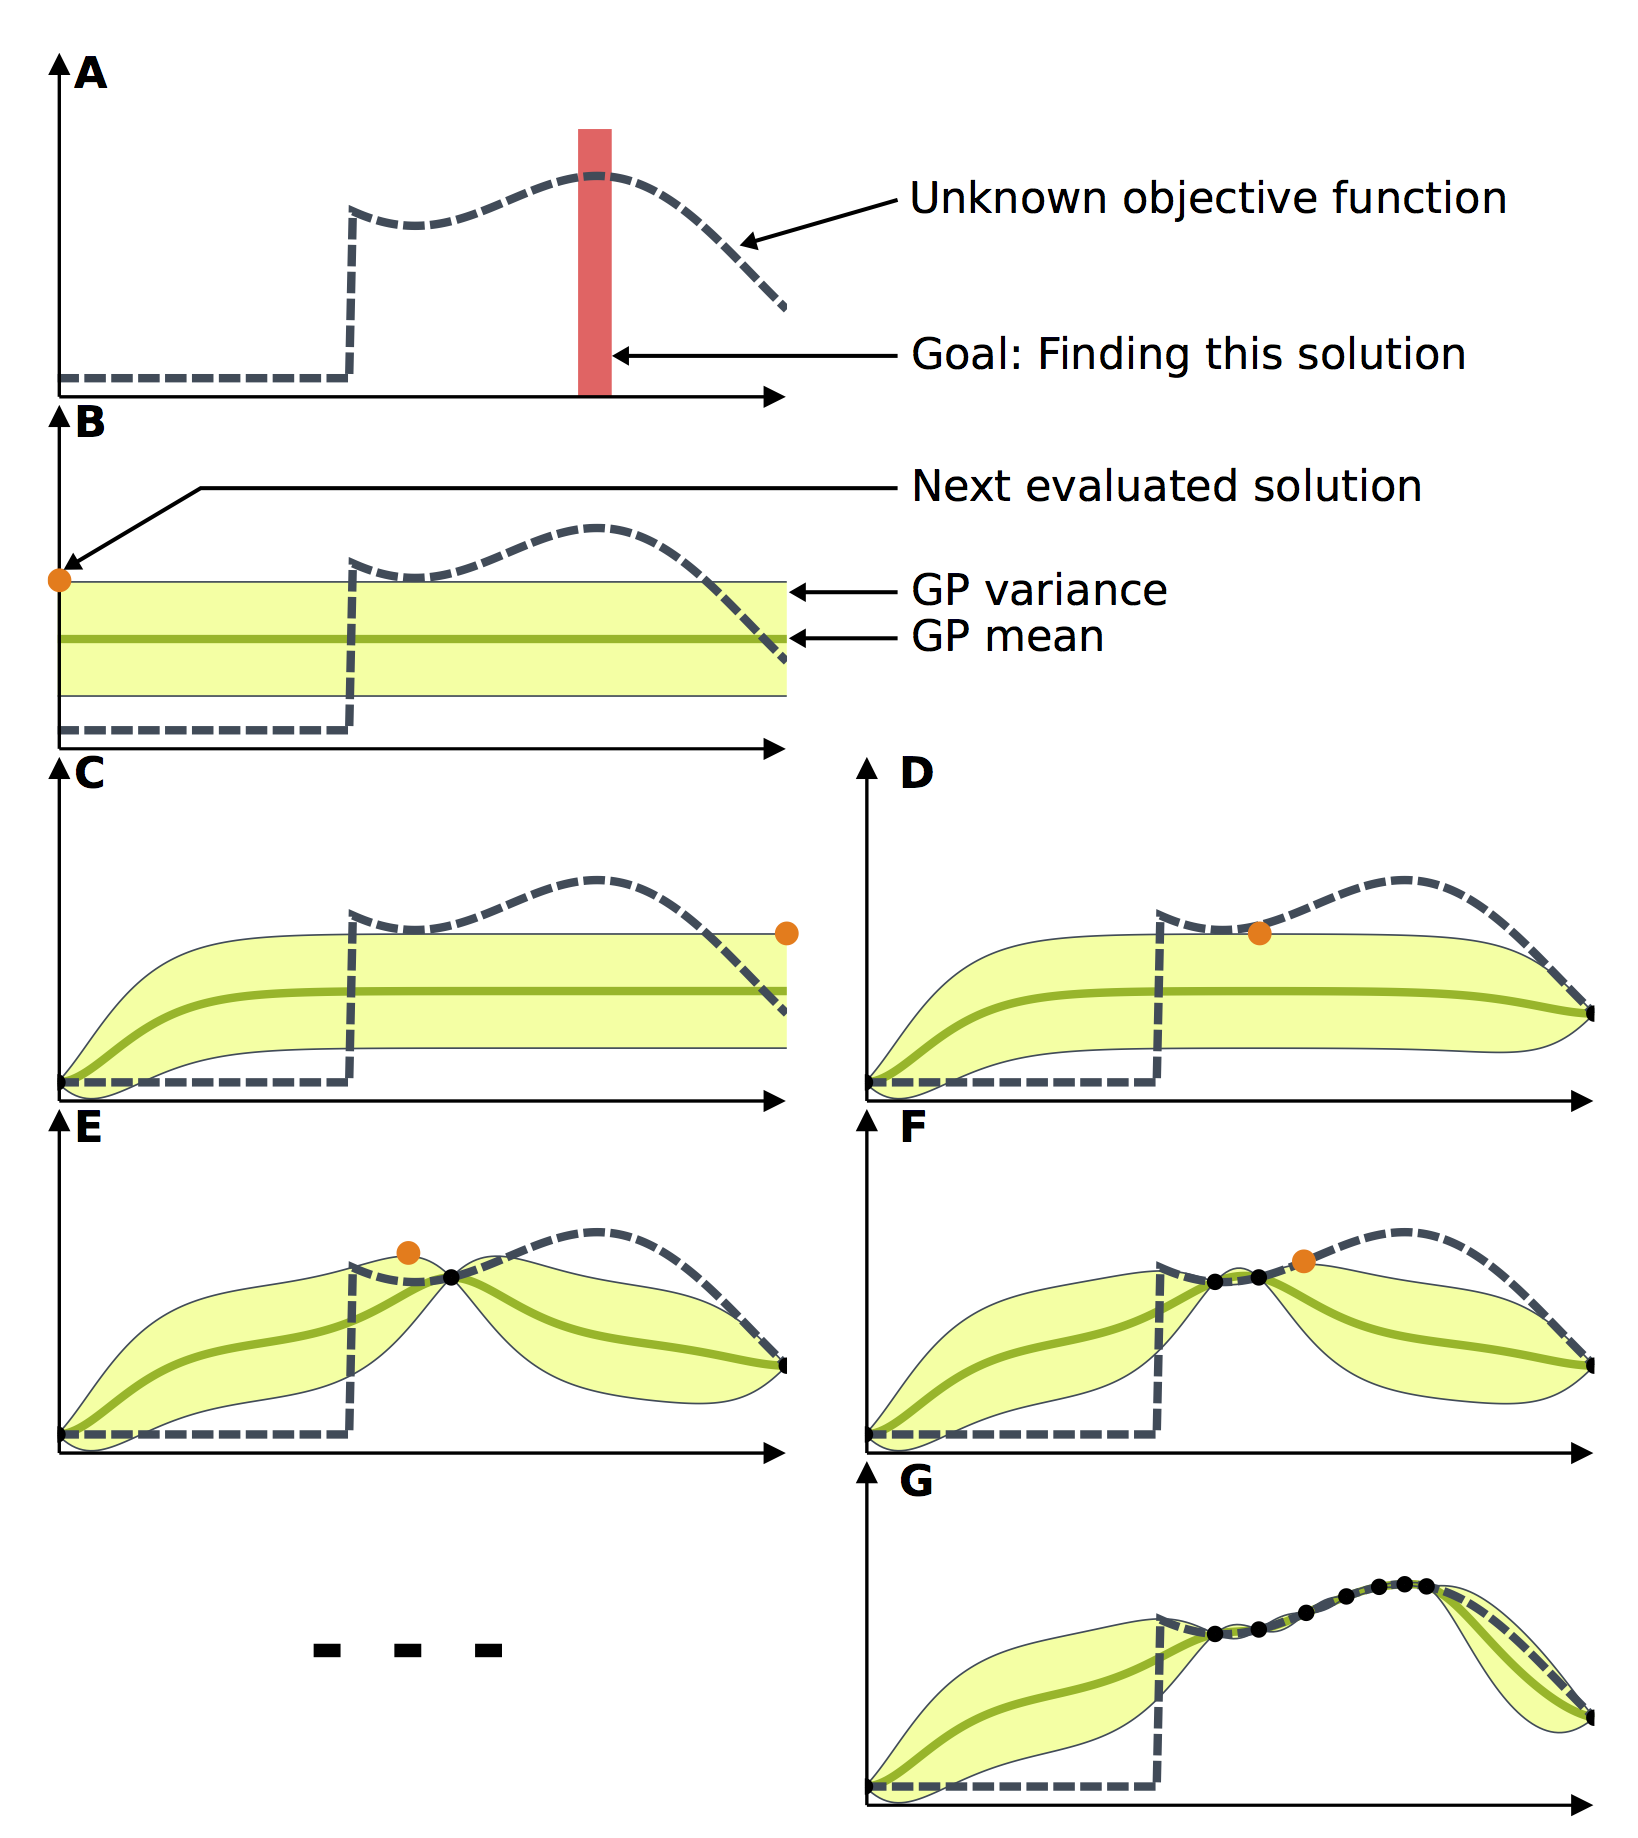 A
Unknown objective function
Goal: Finding this solution
B
Next evaluated solution
GP variance
GP mean
C
D
E
F
G